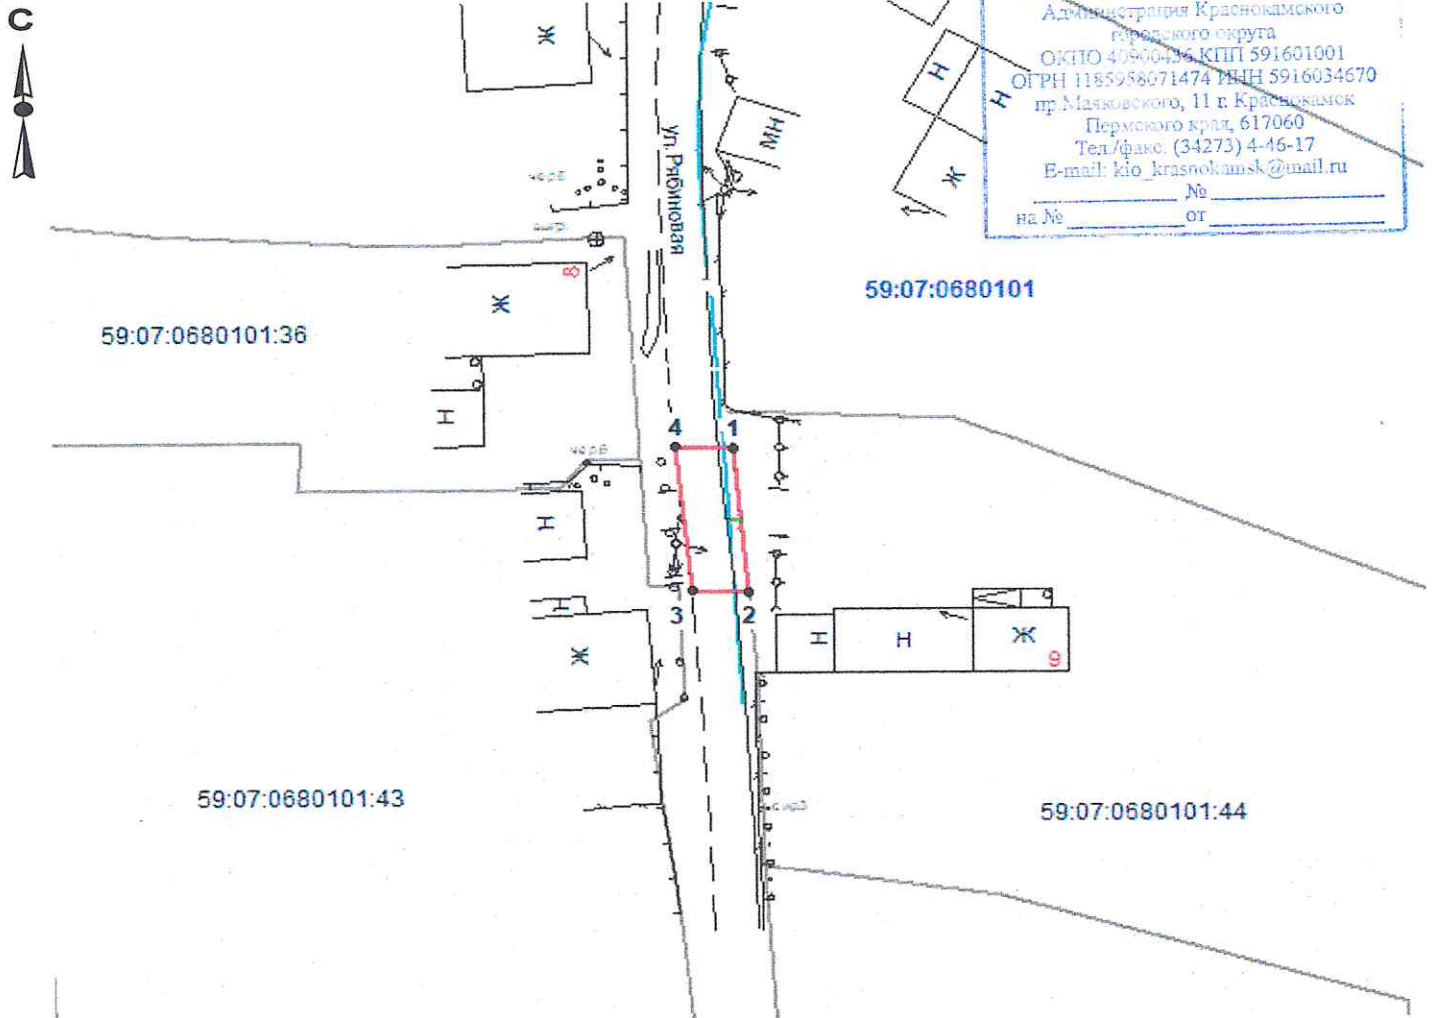 С
Администрация Краснокамского
городского округа
ОКПО 40900436 КПП 591601001
ОГРН 1185958071474 ИНН 5916034670
пр.Маяковского, 11 г. Краснокамск
Пермского края, 617060
Тел./факс: (34273) 4-46-17
E-mail: kio_krasnokamsk@mail.ru
№
на № от
Ж
Н
Н
МН
Ж
ул. Рябиновая
8
Ж
59:07:0680101
59:07:0680101:36
Н
4
1
Н
Н
Н
3
2
Ж
Н
Н
Ж
9
59:07:0680101:43
59:07:0680101:44